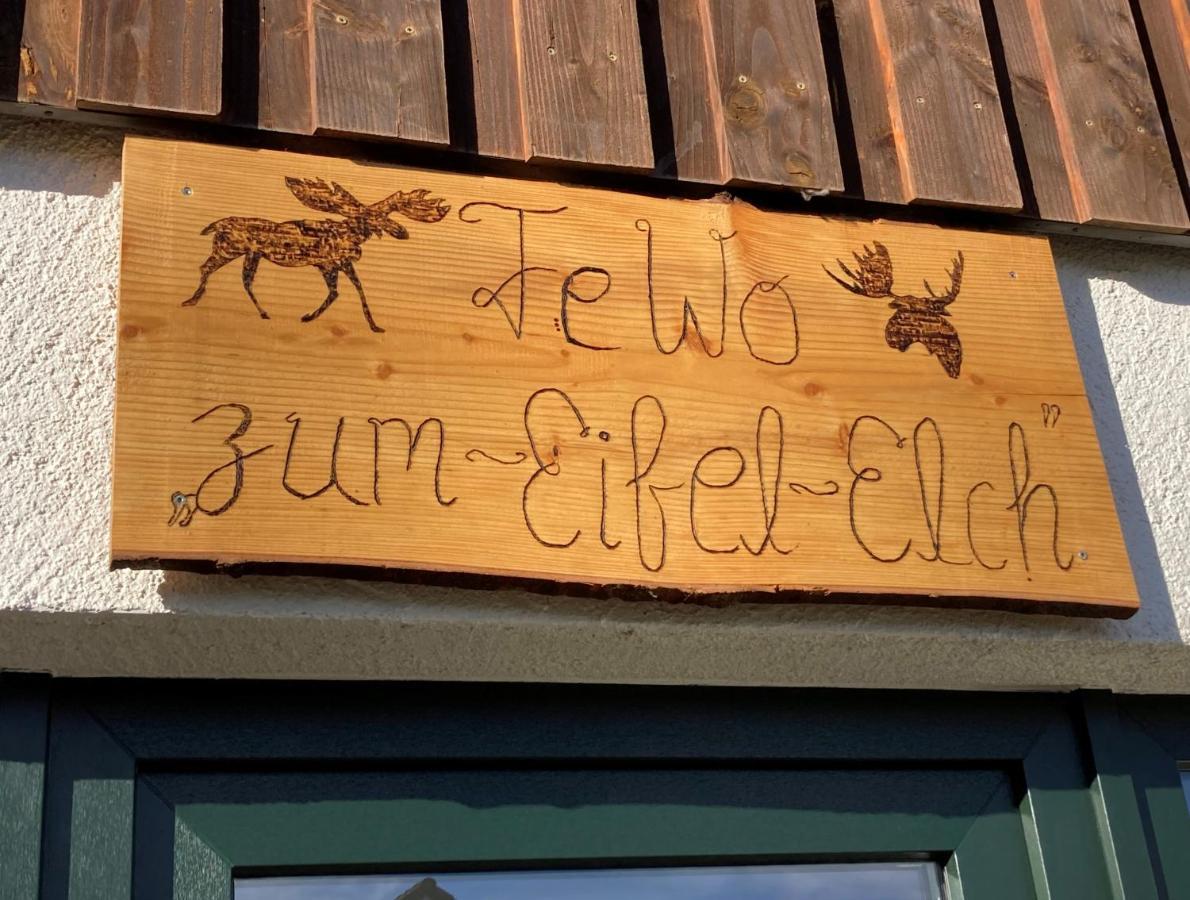 FeWo
„zum ~ Eifel ~ Elch”